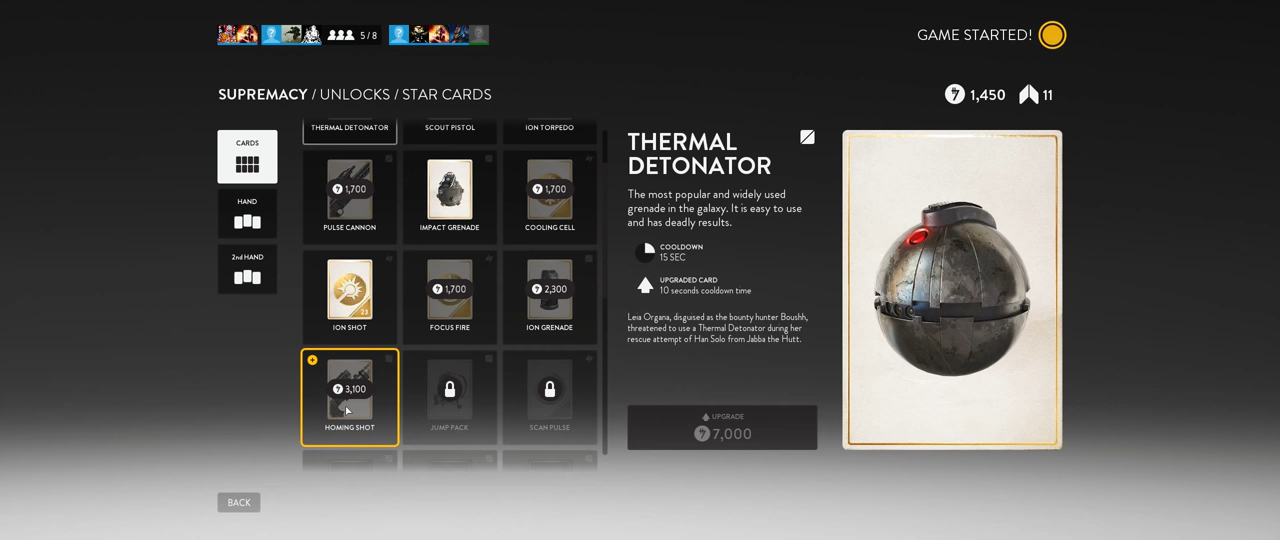 5/8
GAME STARTED!
SUPREMACY / UNLOCKS / STAR CARDS
1,450
11
CARDS
HAND
2nd HAND
THERMAL DETONATOR
SCOUT PISTOL
ION TORPEDO
1,700
1,700
PULSE CANNON
IMPACT GRENADE
COOLING CELL
23
1,700
2,300
ION SHOT
FOCUS FIRE
ION GRENADE
3,100
HOMING SHOT
JUMP PACK
SCAN PULSE
THERMAL
DETONATOR
The most popular and widely used
grenade in the galaxy. It is easy to use
and has deadly results.
COOLDOWN
15 SEC
UPGRADED CARD
10 seconds cooldown time
Leia Organa, disguised as the bounty hunter Boushh,
threatened to use a Thermal Detonator during her
rescue attempt of Han Solo from Jabba the Hutt.
UPGRADE
7,000
BACK